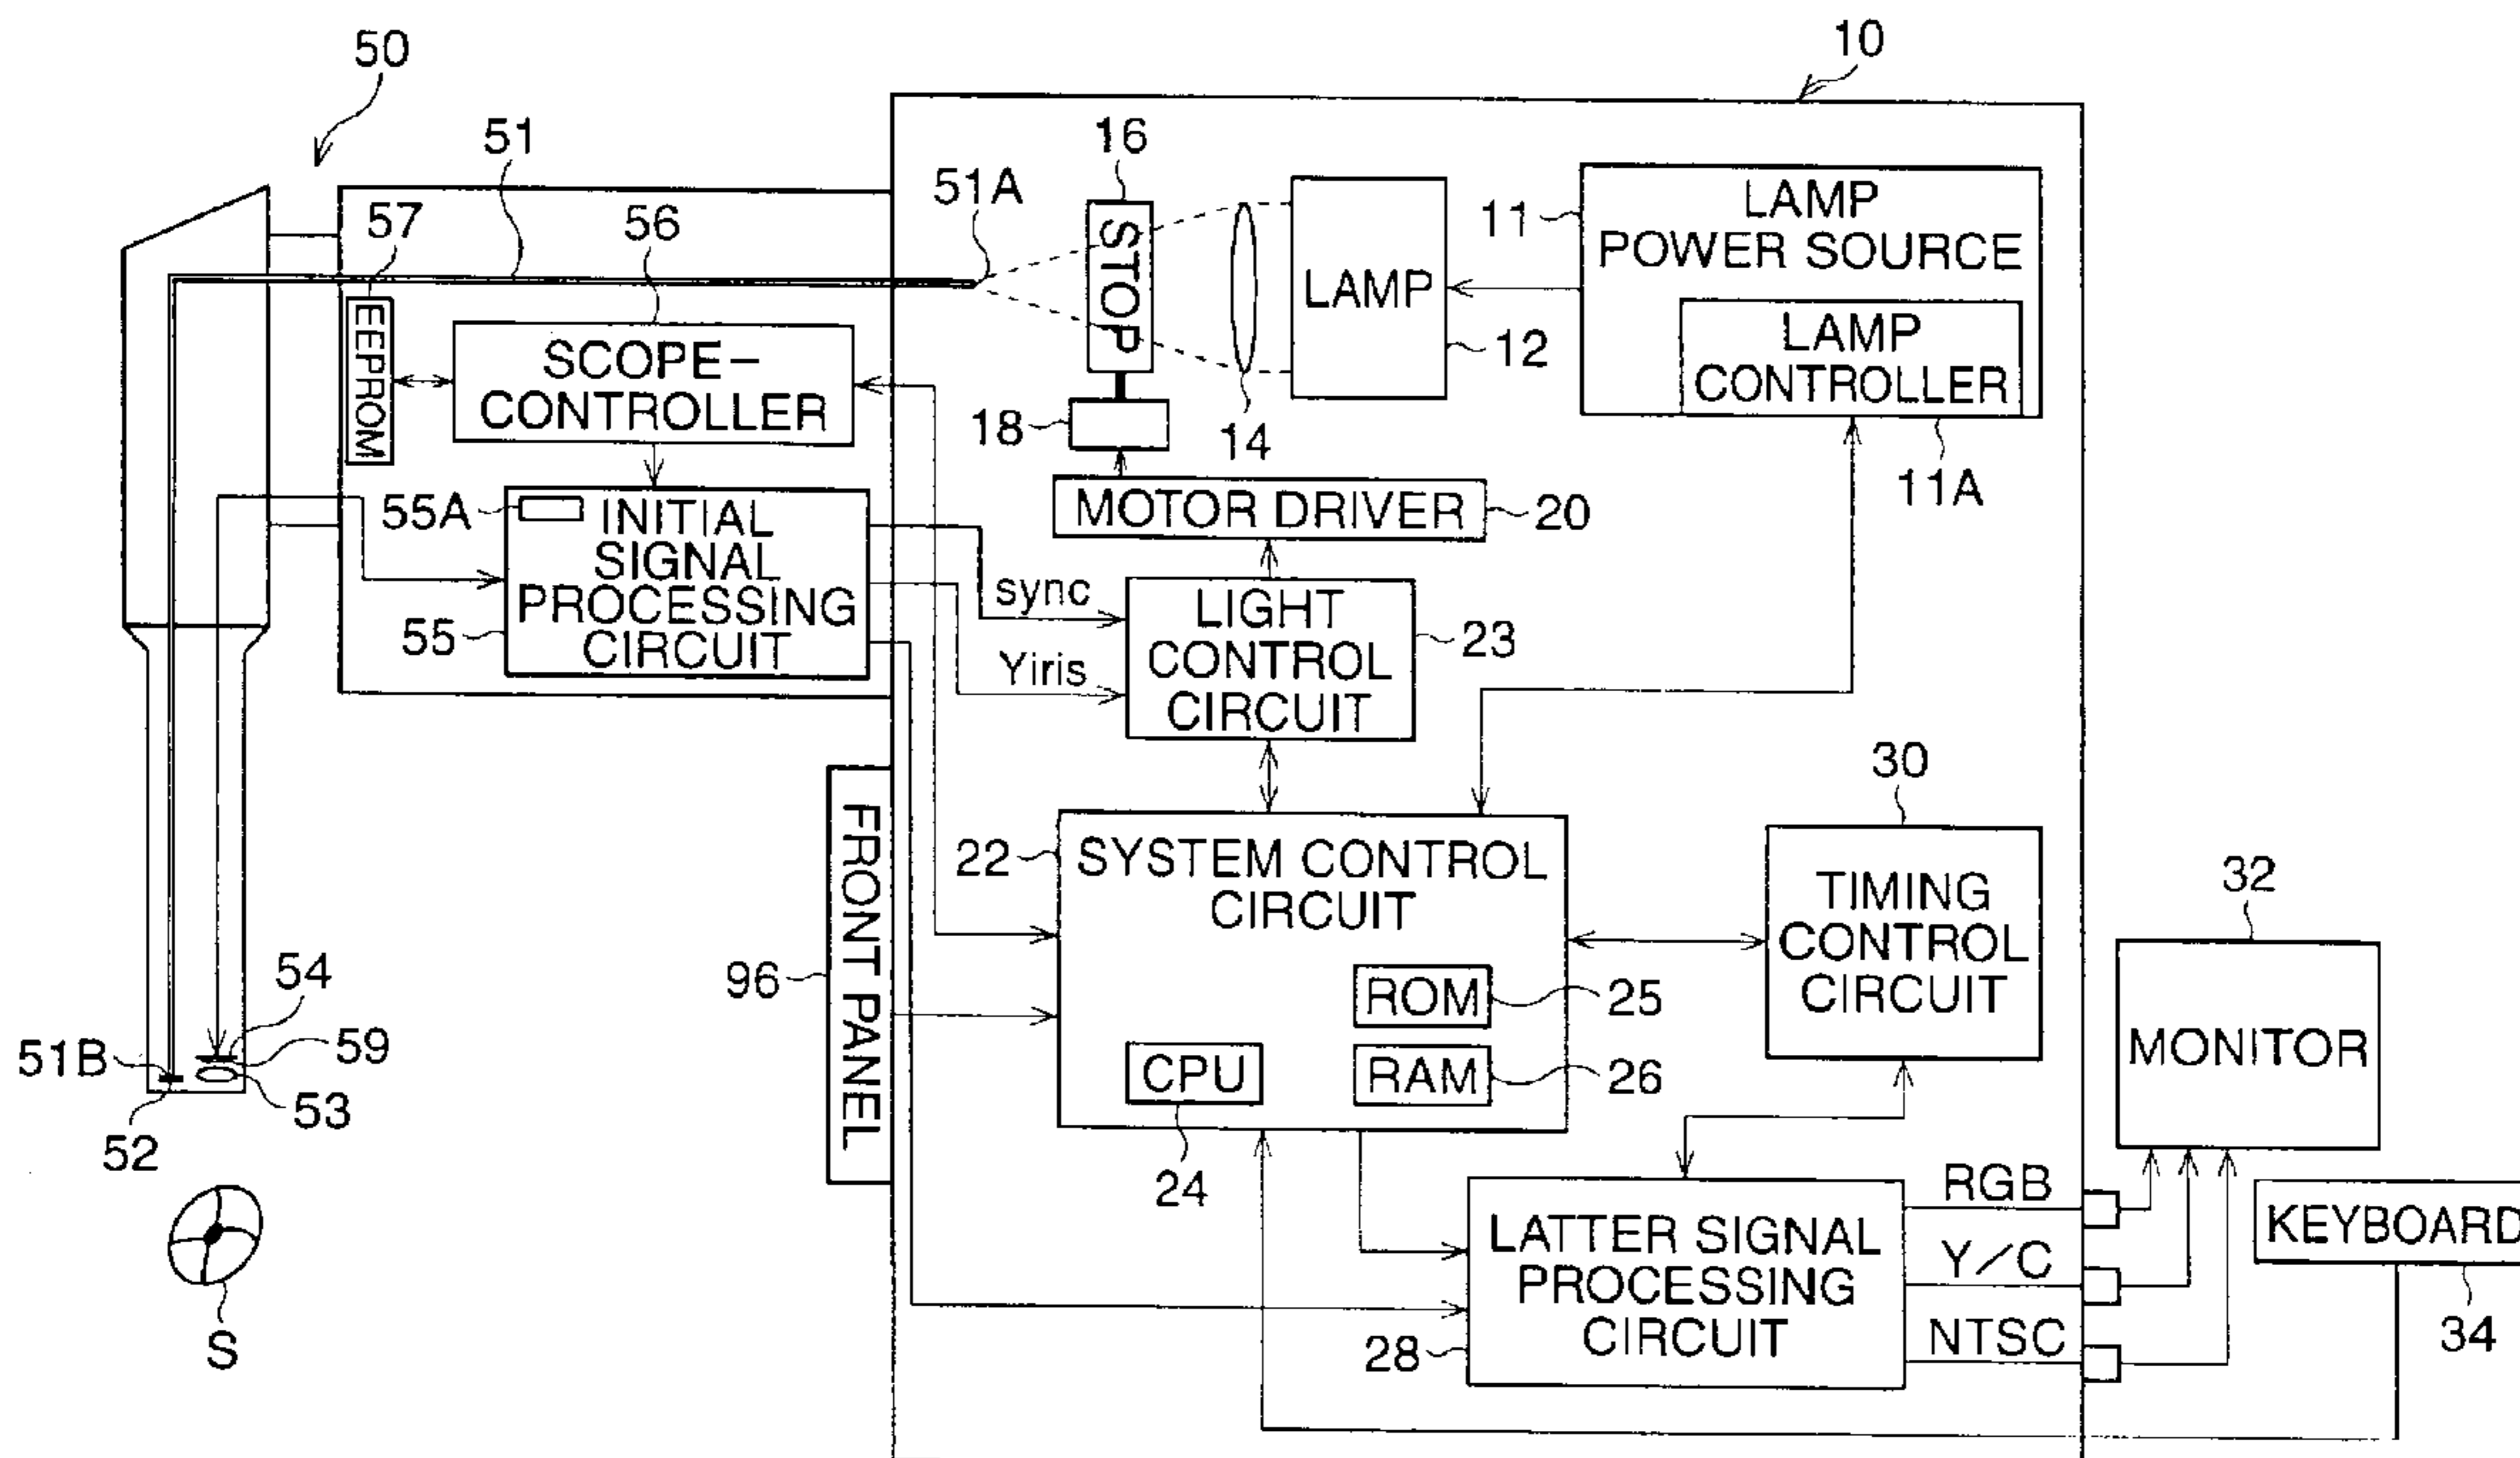 50
10
51
16
51A
57
56
11
LAMP
POWER SOURCE
STOP
LAMP
EEPROM
SCOPE-
CONTROLLER
LAMP
CONTROLLER
12
18
14
11A
55A
INITIAL
SIGNAL
PROCESSING
CIRCUIT
55
MOTOR DRIVER
20
sync
Yiris
LIGHT
CONTROL
CIRCUIT
23
30
22
SYSTEM CONTROL
CIRCUIT
FRONT PANEL
96
TIMING
CONTROL
CIRCUIT
32
54
59
51B
53
52
ROM
25
CPU
RAM
26
24
MONITOR
S
LATTER SIGNAL
PROCESSING
CIRCUIT
28
RGB
Y/C
NTSC
KEYBOARD
34